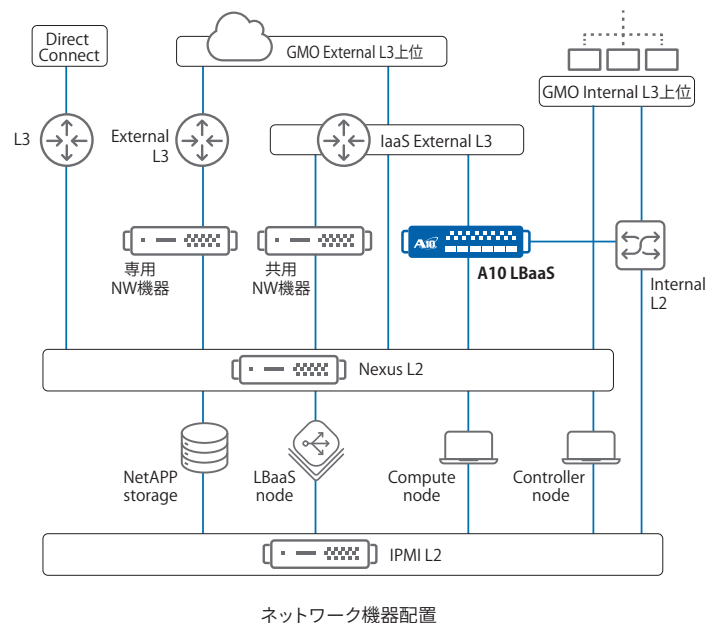 Direct
Connect
GMO External L3上位
GMO Internal L3上位
L3
External
L3
IaaS External L3
A10
専用
NW機器
共用
NW機器
A10 LBaaS
Internal
L2
Nexus L2
NetAPP
storage
LBaaS
node
Compute
node
Controller
node
IPMI L2
ネットワーク機器配置